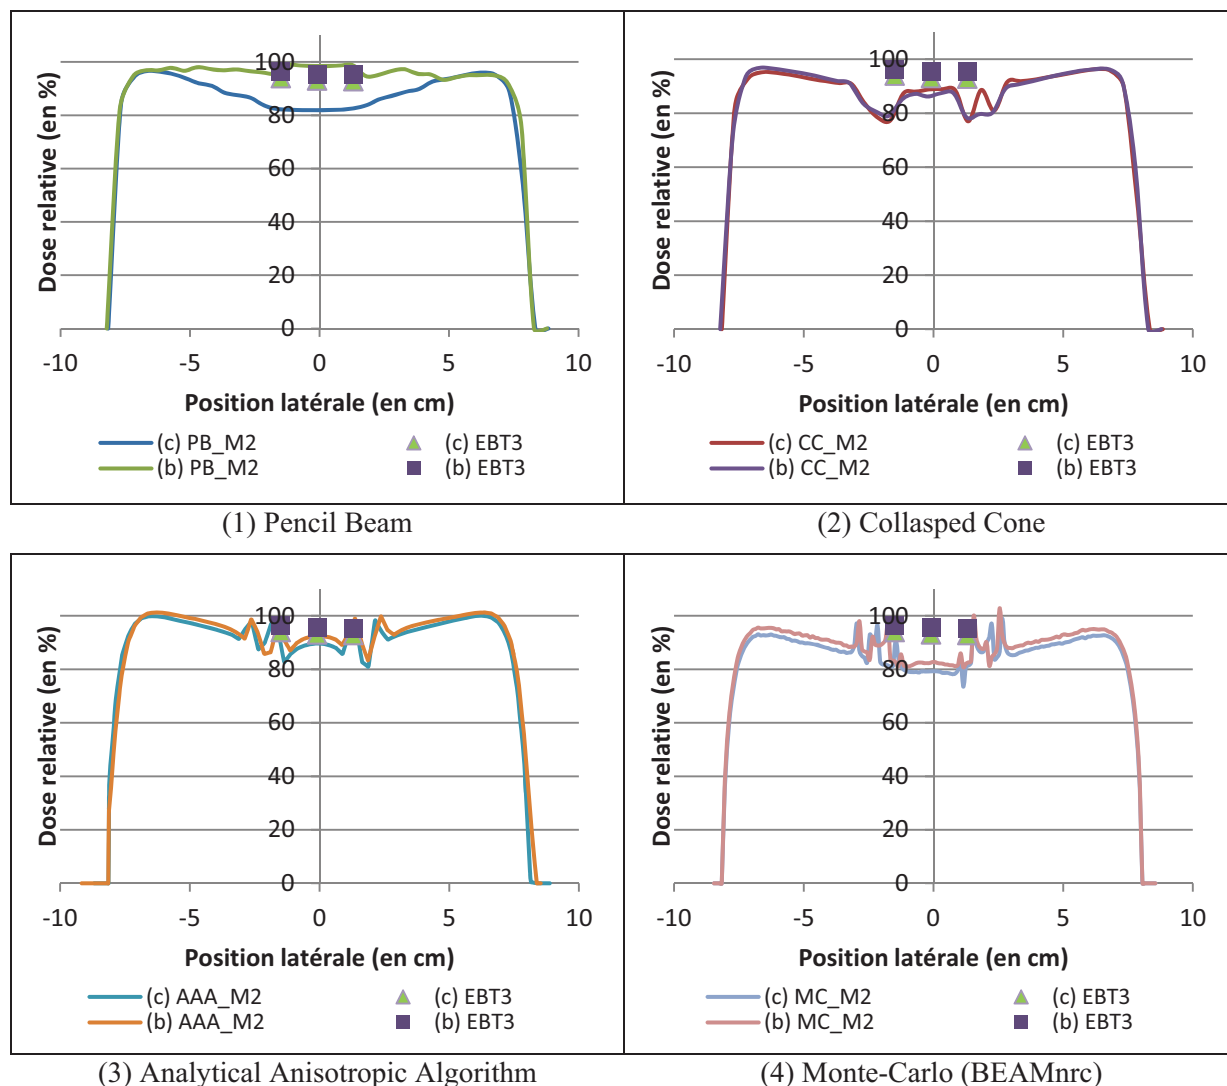 100
80
60
40
20
0
-10 -5 0 5 10
Dose relative (en %)
Position latérale (en cm)
(c) PB_M2 (c) EBT3
(b) PB_M2 (b) EBT3
(1) Pencil Beam
100
80
60
40
20
0
-10 -5 0 5 10
Dose relative (en %)
Position latérale (en cm)
(c) CC_M2 (c) EBT3
(b) CC_M2 (b) EBT3
(2) Collasped Cone
100
80
60
40
20
0
-10 -5 0 5 10
Dose relative (en %)
Position latérale (en cm)
(c) AAA_M2 (c) EBT3
(b) AAA_M2 (b) EBT3
(3) Analytical Anisotropic Algorithm
100
80
60
40
20
0
-10 -5 0 5 10
Dose relative (en %)
Position latérale (en cm)
(c) MC_M2 (c) EBT3
(b) MC_M2 (b) EBT3
(4) Monte-Carlo (BEAMnrc)